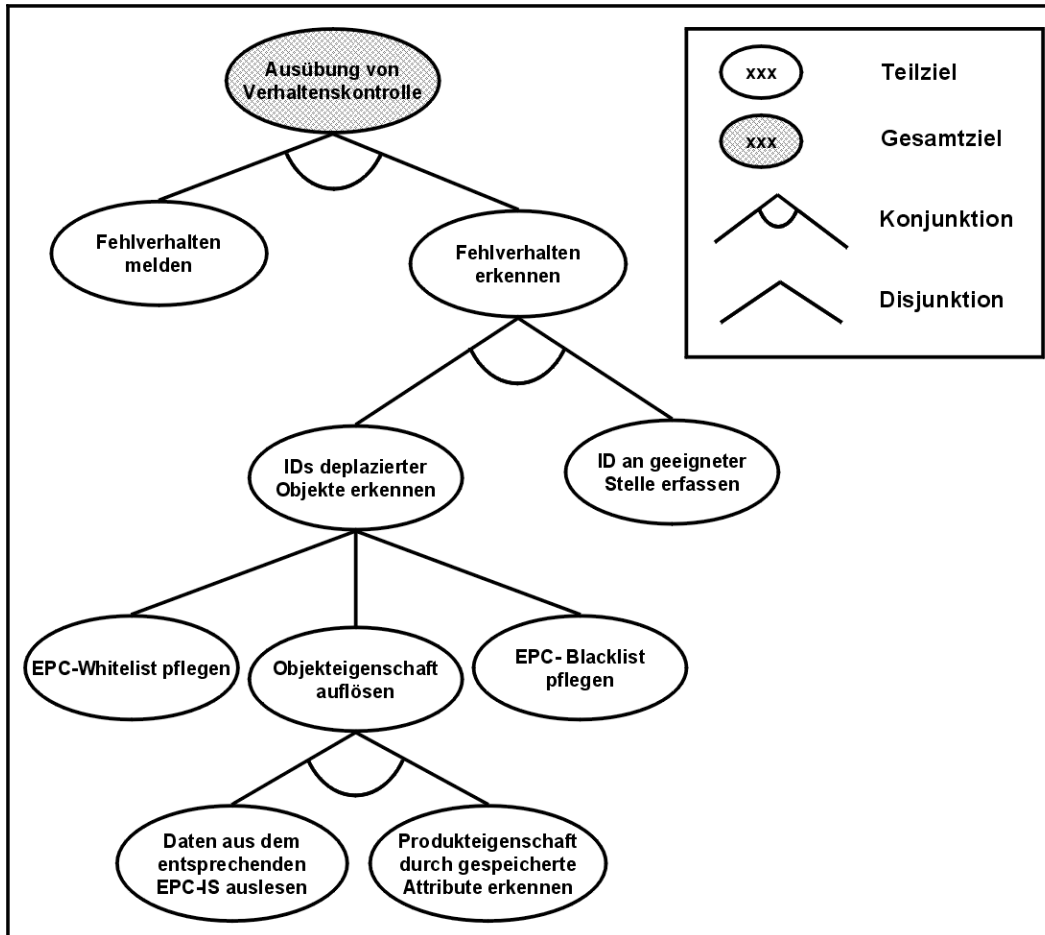 Ausübung von
Verhaltenskontrolle
Fehlverhalten
melden
Fehlverhalten
erkennen
IDs deplazierter
Objekte erkennen
ID an geeigneter
Stelle erfassen
EPC-Whitelist pflegen
Objekteigenschaft
auflösen
EPC- Blacklist
pflegen
Daten aus dem
entsprechenden
EPC-IS auslesen
Produkteigenschaft
durch gespeicherte
Attribute erkennen
xxx
Teilziel
xxx
Gesamtziel
Konjunktion
Disjunktion